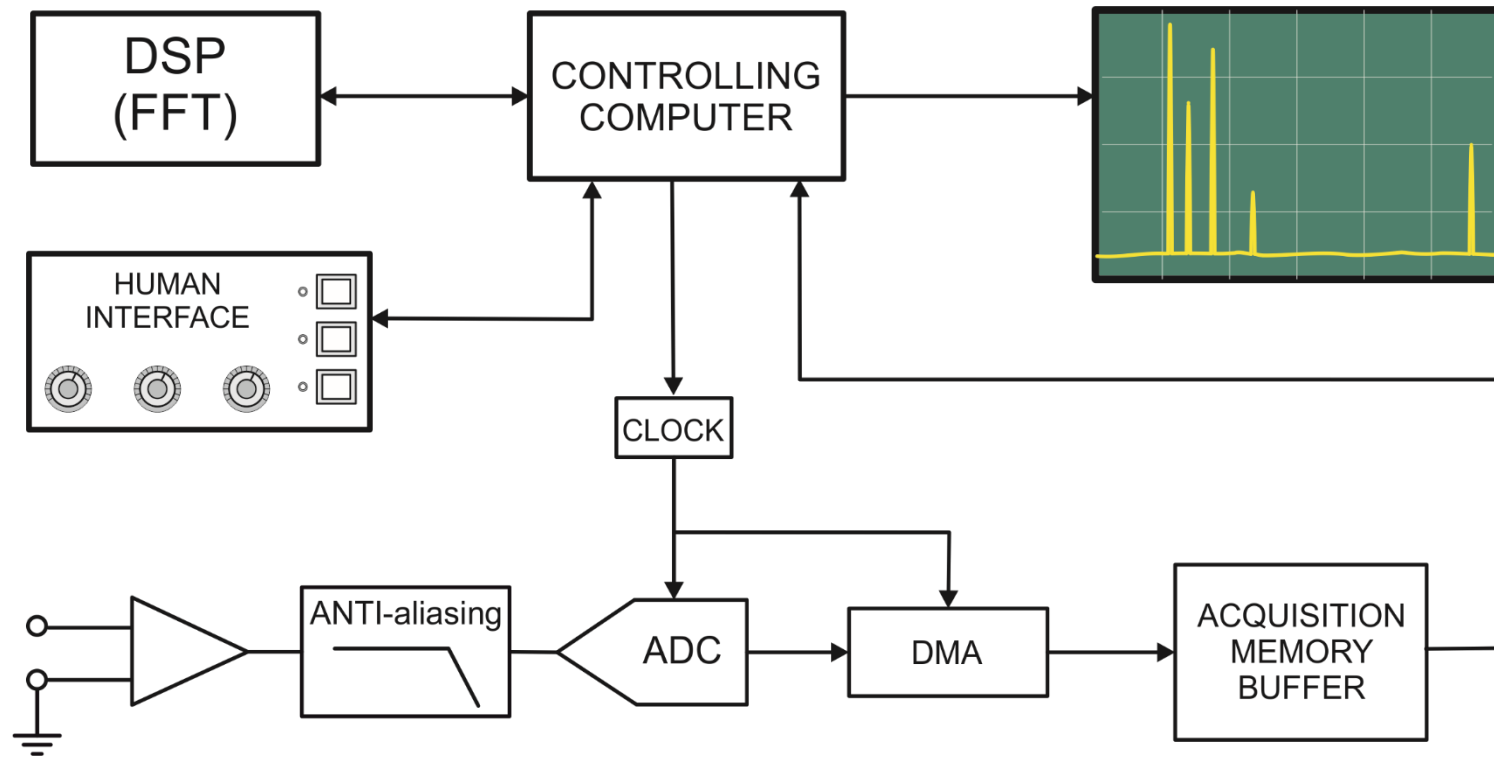 DSP
(FFT)
CONTROLLING
COMPUTER
HUMAN
INTERFACE
CLOCK
ANTI-aliasing
ADC
DMA
ACQUISITION
MEMORY
BUFFER